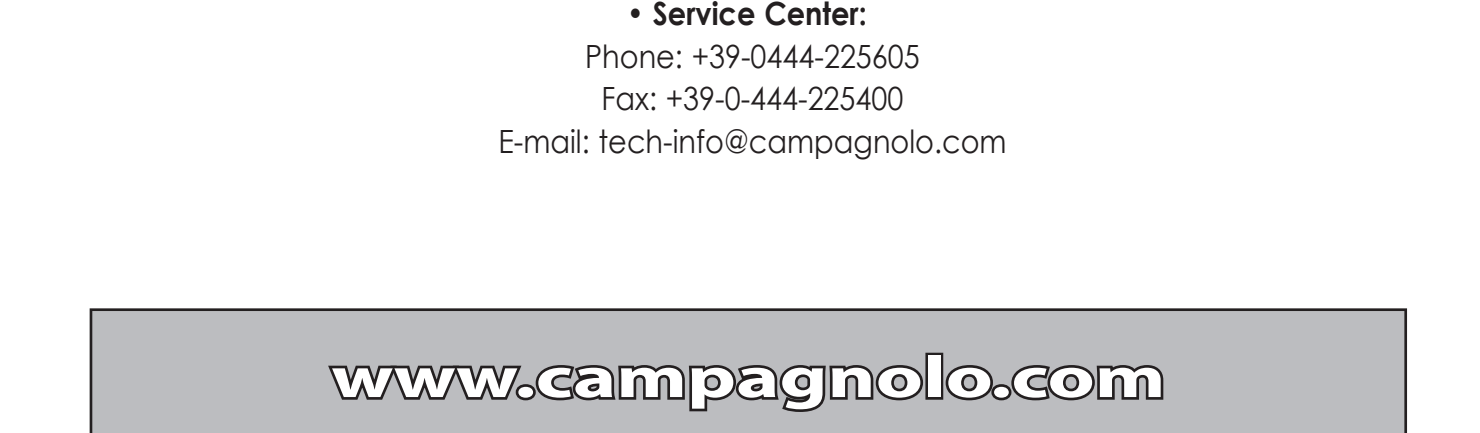 • Service Center:
Phone: +39-0444-225605
Fax: +39-0-444-225400
E-mail: tech-info@campagnolo.com
www.campagnolo.com